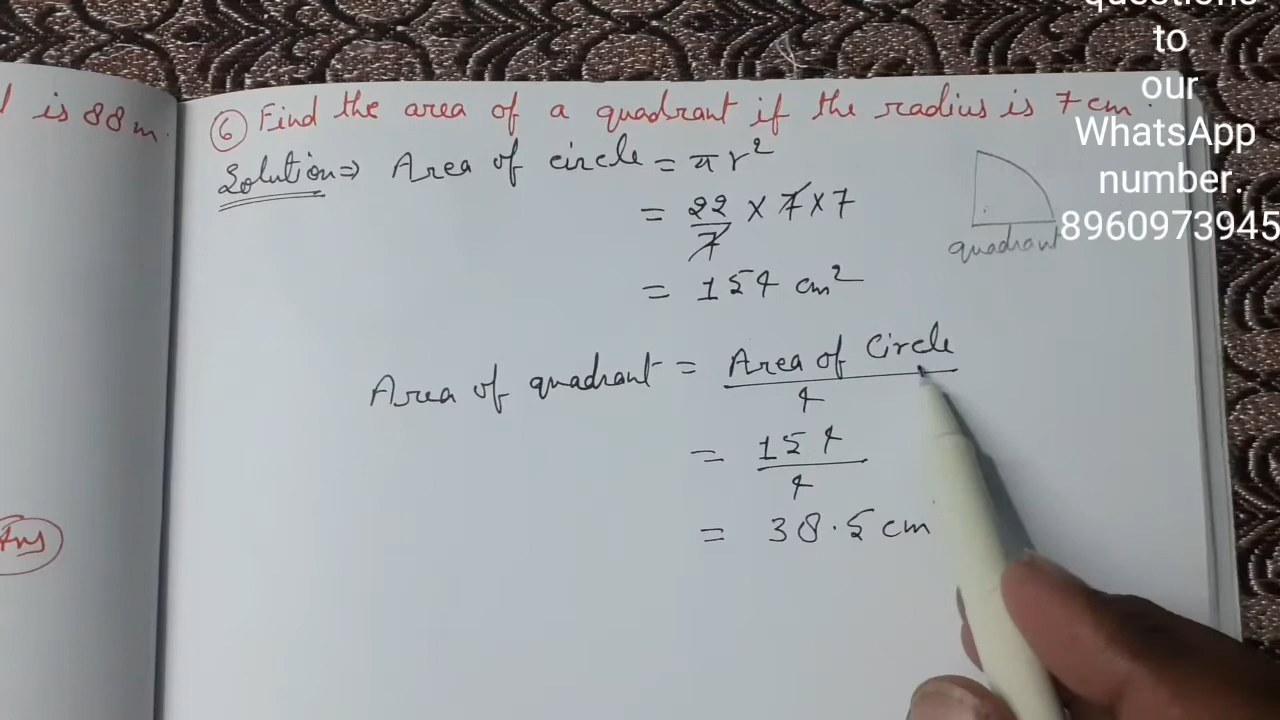 l is 88m.
⑥ Find the area of a quadrant if the radius is 7 cm.
Solution ⇒ Area of circle = πr²
= 22/7 × 7 × 7
= 154 cm²
quadrant
Area of quadrant = Area of Circle / 4
= 154 / 4
= 38.5 cm
Ans
questions
to
our
WhatsApp
number.
8960973945